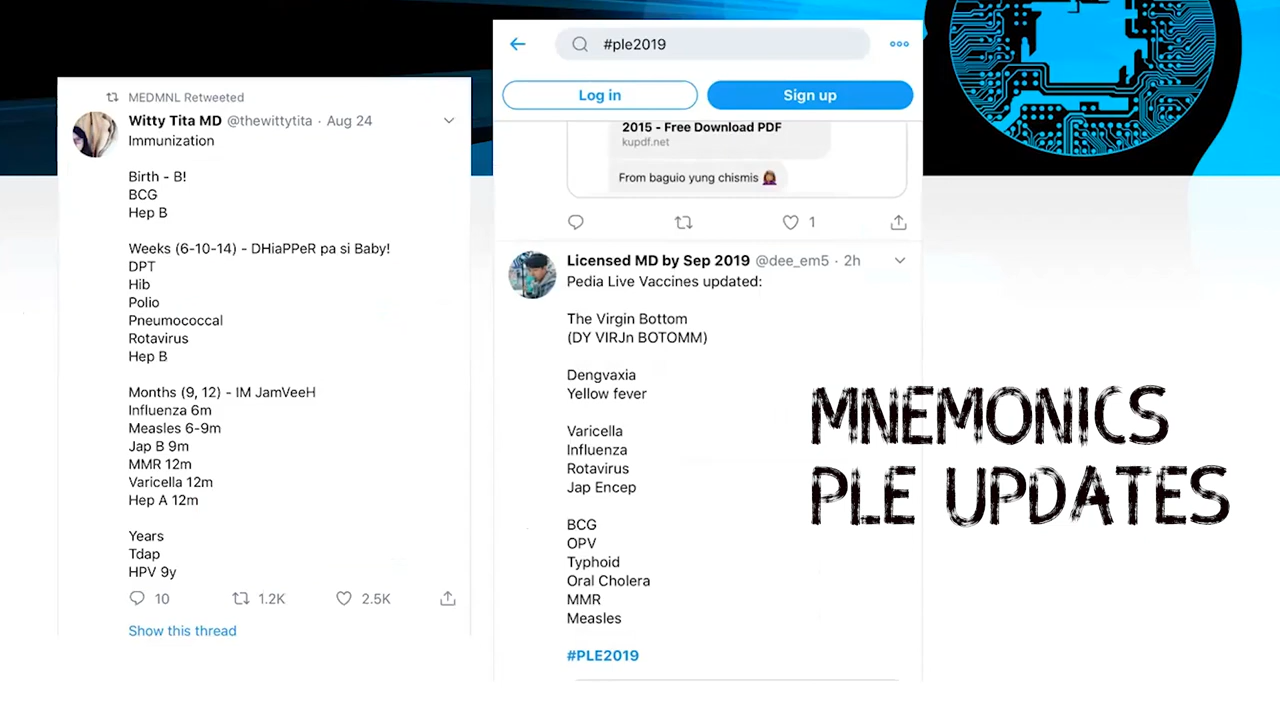 MEDMNL Retweeted
Witty Tita MD @thewittytita · Aug 24
Immunization
Birth - B!
BCG
Hep B
Weeks (6-10-14) - DHiaPPeR pa si Baby!
DPT
Hib
Polio
Pneumococcal
Rotavirus
Hep B
Months (9, 12) - IM JamVeeH
Influenza 6m
Measles 6-9m
Jap B 9m
MMR 12m
Varicella 12m
Hep A 12m
Years
Tdap
HPV 9y
10 1.2K 2.5K
Show this thread
#ple2019
Log in
Sign up
2015 - Free Download PDF
kupdf.net
From baguio yung chismis
1
Licensed MD by Sep 2019 @dee_em5 · 2h
Pedia Live Vaccines updated:
The Virgin Bottom
(DY VIRJn BOTOMM)
Dengvaxia
Yellow fever
Varicella
Influenza
Rotavirus
Jap Encep
BCG
OPV
Typhoid
Oral Cholera
MMR
Measles
#PLE2019
MNEMONICS
PLE UPDATES